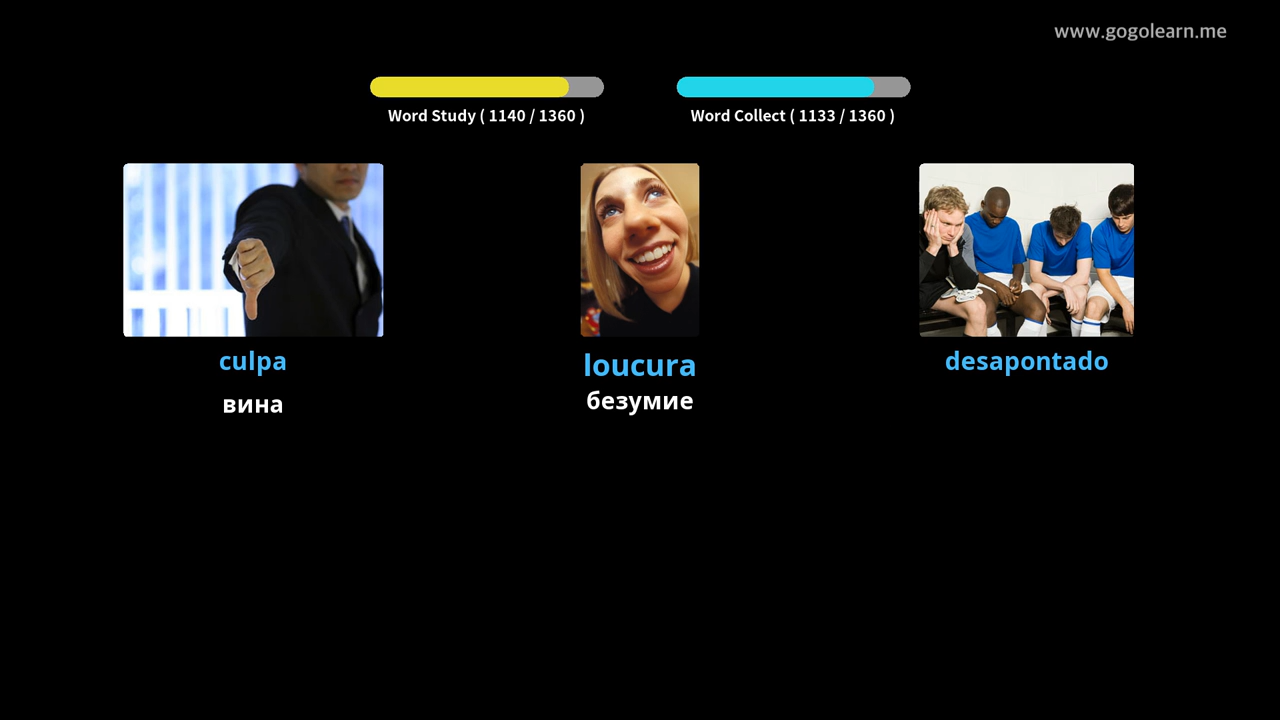 www.gogolearn.me
Word Study ( 1140 / 1360 )
Word Collect ( 1133 / 1360 )
culpa
loucura
desapontado
вина
безумие